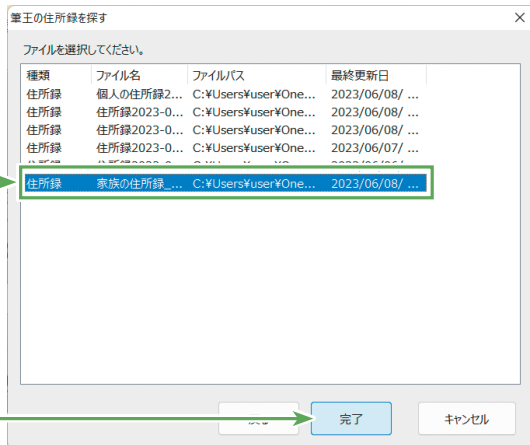 筆王の住所録を探す
ファイルを選択してください。
種類 ファイル名 ファイルパス 最終更新日
住所録 個人の住所録2... C:¥Users¥user¥One... 2023/06/08/ ...
住所録 住所録2023-0... C:¥Users¥user¥One... 2023/06/08/ ...
住所録 住所録2023-0... C:¥Users¥user¥One... 2023/06/08/ ...
住所録 住所録2023-0... C:¥Users¥user¥One... 2023/06/07/ ...
住所録 家族の住所録_... C:¥Users¥user¥One... 2023/06/08/ ...
完了 キャンセル